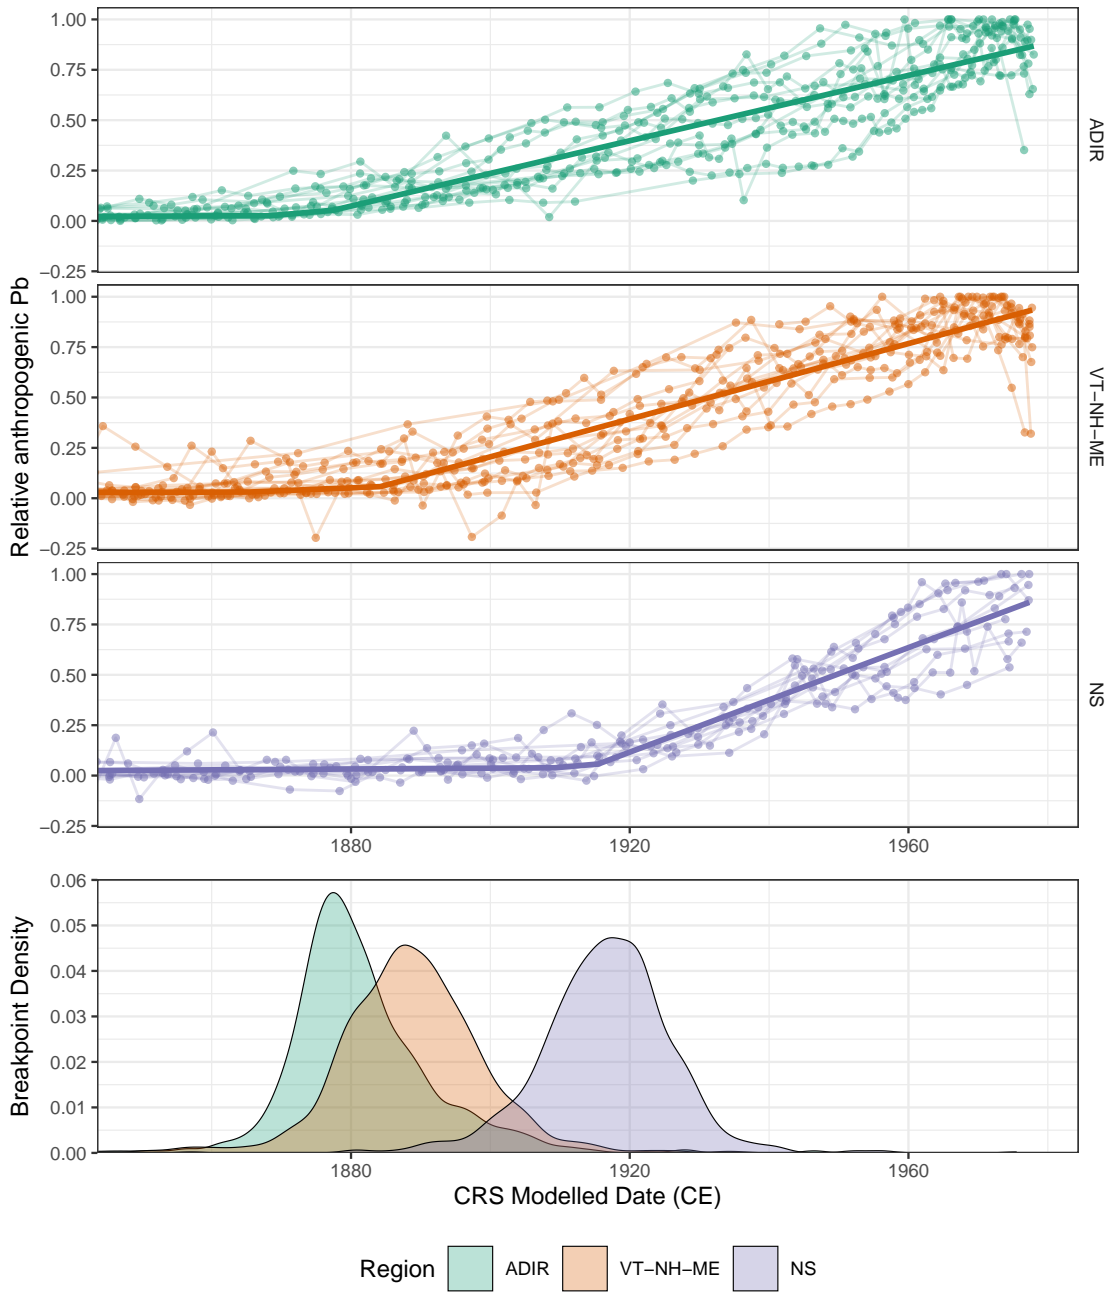 1.00
0.75
0.50
0.25
0.00
−0.25
ADIR
1.00
0.75
0.50
0.25
0.00
−0.25
VT−NH−ME
Relative anthropogenic Pb
1.00
0.75
0.50
0.25
0.00
−0.25
NS
1880 1920 1960
0.06
0.05
0.04
0.03
0.02
0.01
0.00
Breakpoint Density
1880 1920 1960
CRS Modelled Date (CE)
Region ADIR VT−NH−ME NS